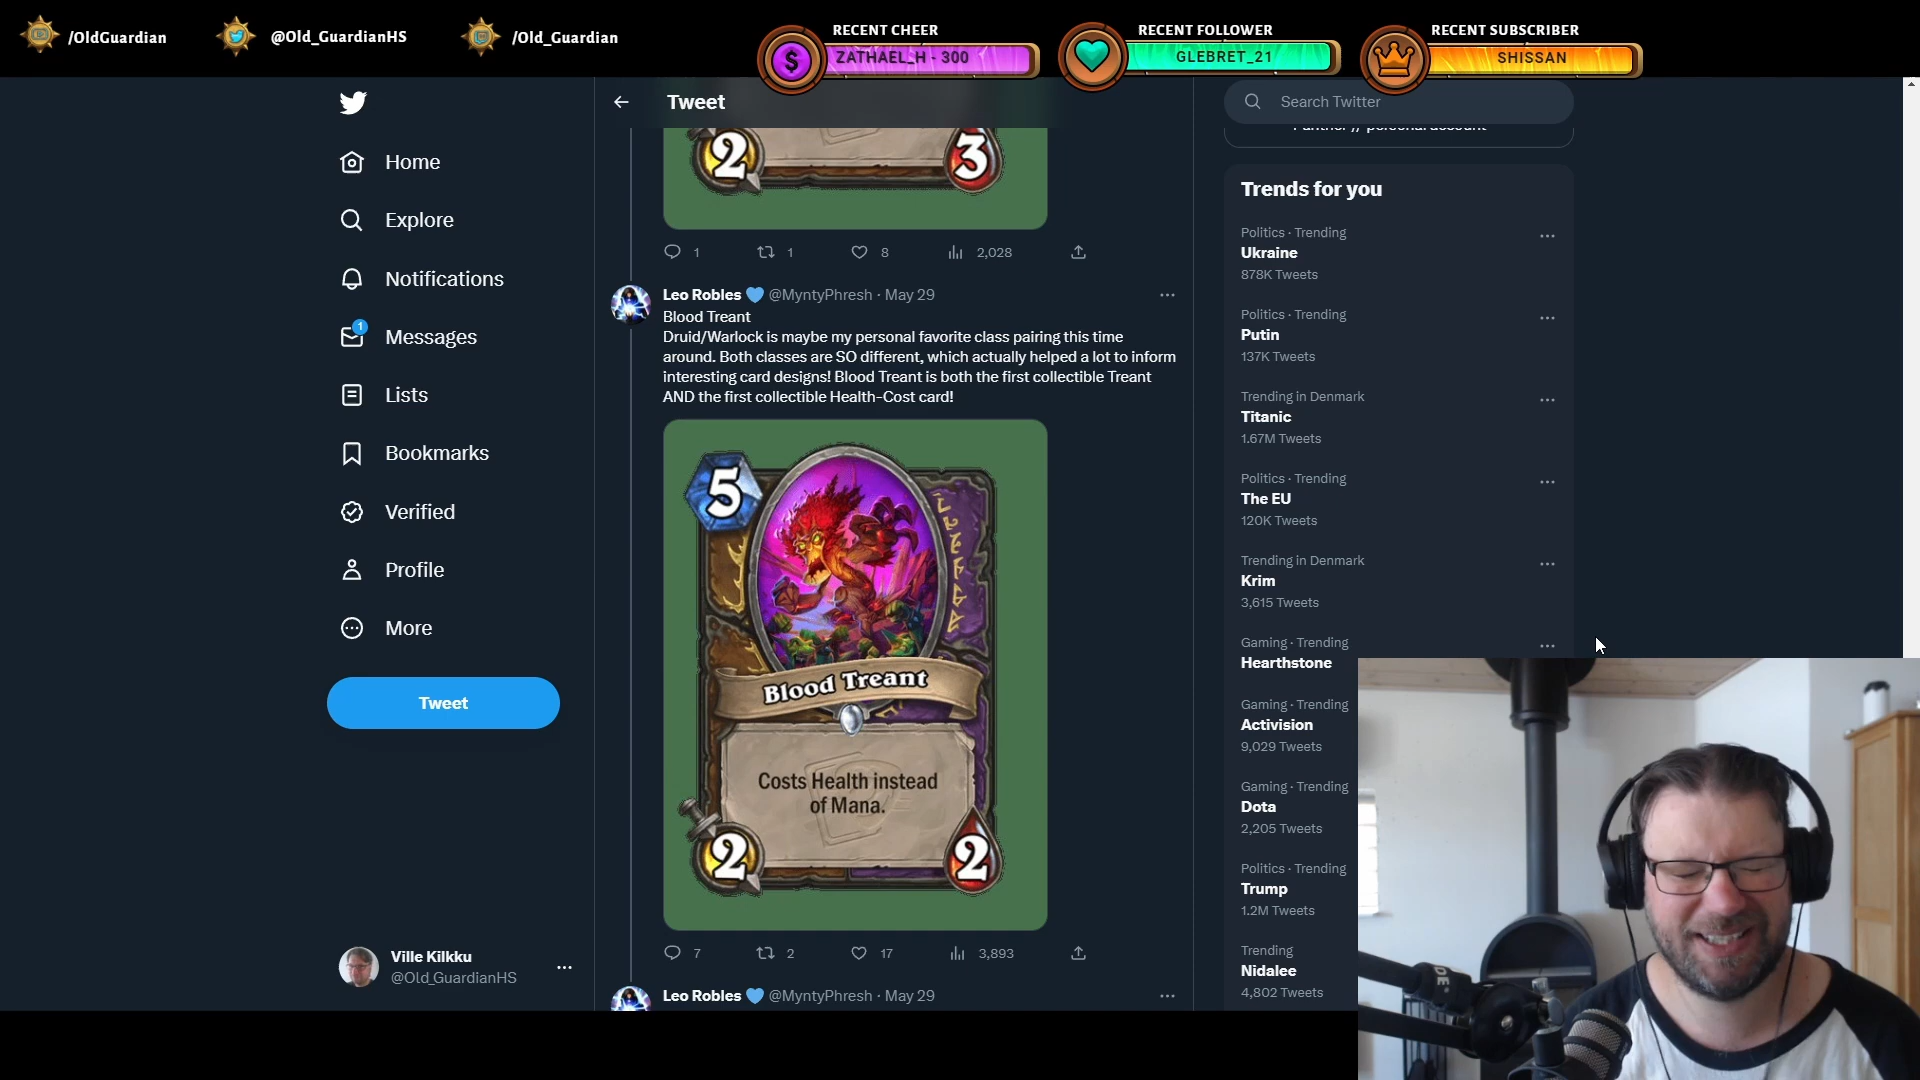 /OldGuardian
@Old_GuardianHS
/Old_Guardian
RECENT CHEER
ZATHAEL_H - 300
RECENT FOLLOWER
GLEBRET_21
RECENT SUBSCRIBER
SHISSAN
Home
Explore
Notifications
1
Messages
Lists
Bookmarks
Verified
Profile
More
Tweet
Ville Kilkku
@Old_GuardianHS
Tweet
2
3
1
1
8
2,028
Leo Robles 💙 @MyntyPhresh · May 29
Blood Treant
Druid/Warlock is maybe my personal favorite class pairing this time
around. Both classes are SO different, which actually helped a lot to inform
interesting card designs! Blood Treant is both the first collectible Treant
AND the first collectible Health-Cost card!
5
Blood Treant
Costs Health instead
of Mana.
2
2
7
2
17
3,893
Leo Robles 💙 @MyntyPhresh · May 29
Search Twitter
Panther // personal account
Trends for you
Politics · Trending
Ukraine
878K Tweets
Politics · Trending
Putin
137K Tweets
Trending in Denmark
Titanic
1.67M Tweets
Politics · Trending
The EU
120K Tweets
Trending in Denmark
Krim
3,615 Tweets
Gaming · Trending
Hearthstone
Gaming · Trending
Activision
9,029 Tweets
Gaming · Trending
Dota
2,205 Tweets
Politics · Trending
Trump
1.2M Tweets
Trending
Nidalee
4,802 Tweets